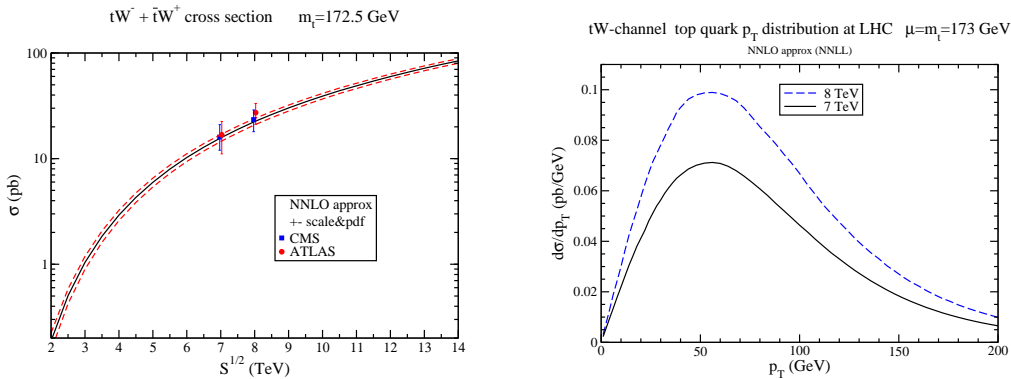 tW⁻ + t̄W⁺ cross section mₜ=172.5 GeV
100
10
1
σ (pb)
NNLO approx
+- scale&pdf
CMS
ATLAS
2 3 4 5 6 7 8 9 10 11 12 13 14
S^{1/2} (TeV)
tW-channel top quark p_T distribution at LHC μ=mₜ=173 GeV
NNLO approx (NNLL)
0.1
0.08
0.06
0.04
0.02
0
dσ/dp_T (pb/GeV)
8 TeV
7 TeV
0 50 100 150 200
p_T (GeV)